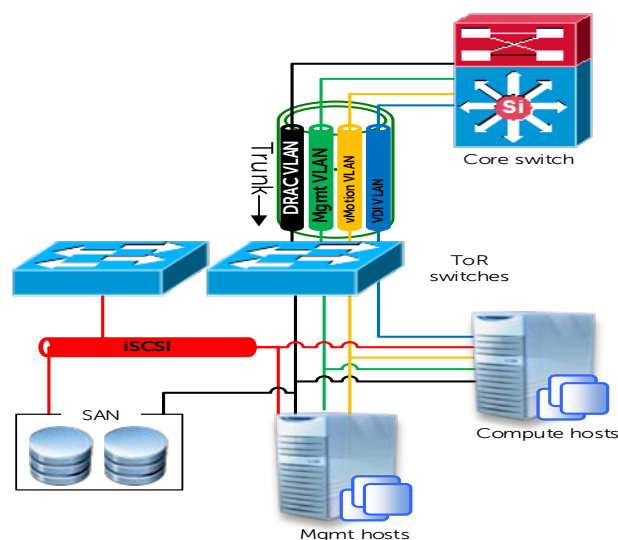 Si
Core switch
Trunk
DRAC VLAN
Mgmt VLAN
vMotion VLAN
VDI VLAN
ToR
switches
iSCSI
SAN
Compute hosts
Mgmt hosts